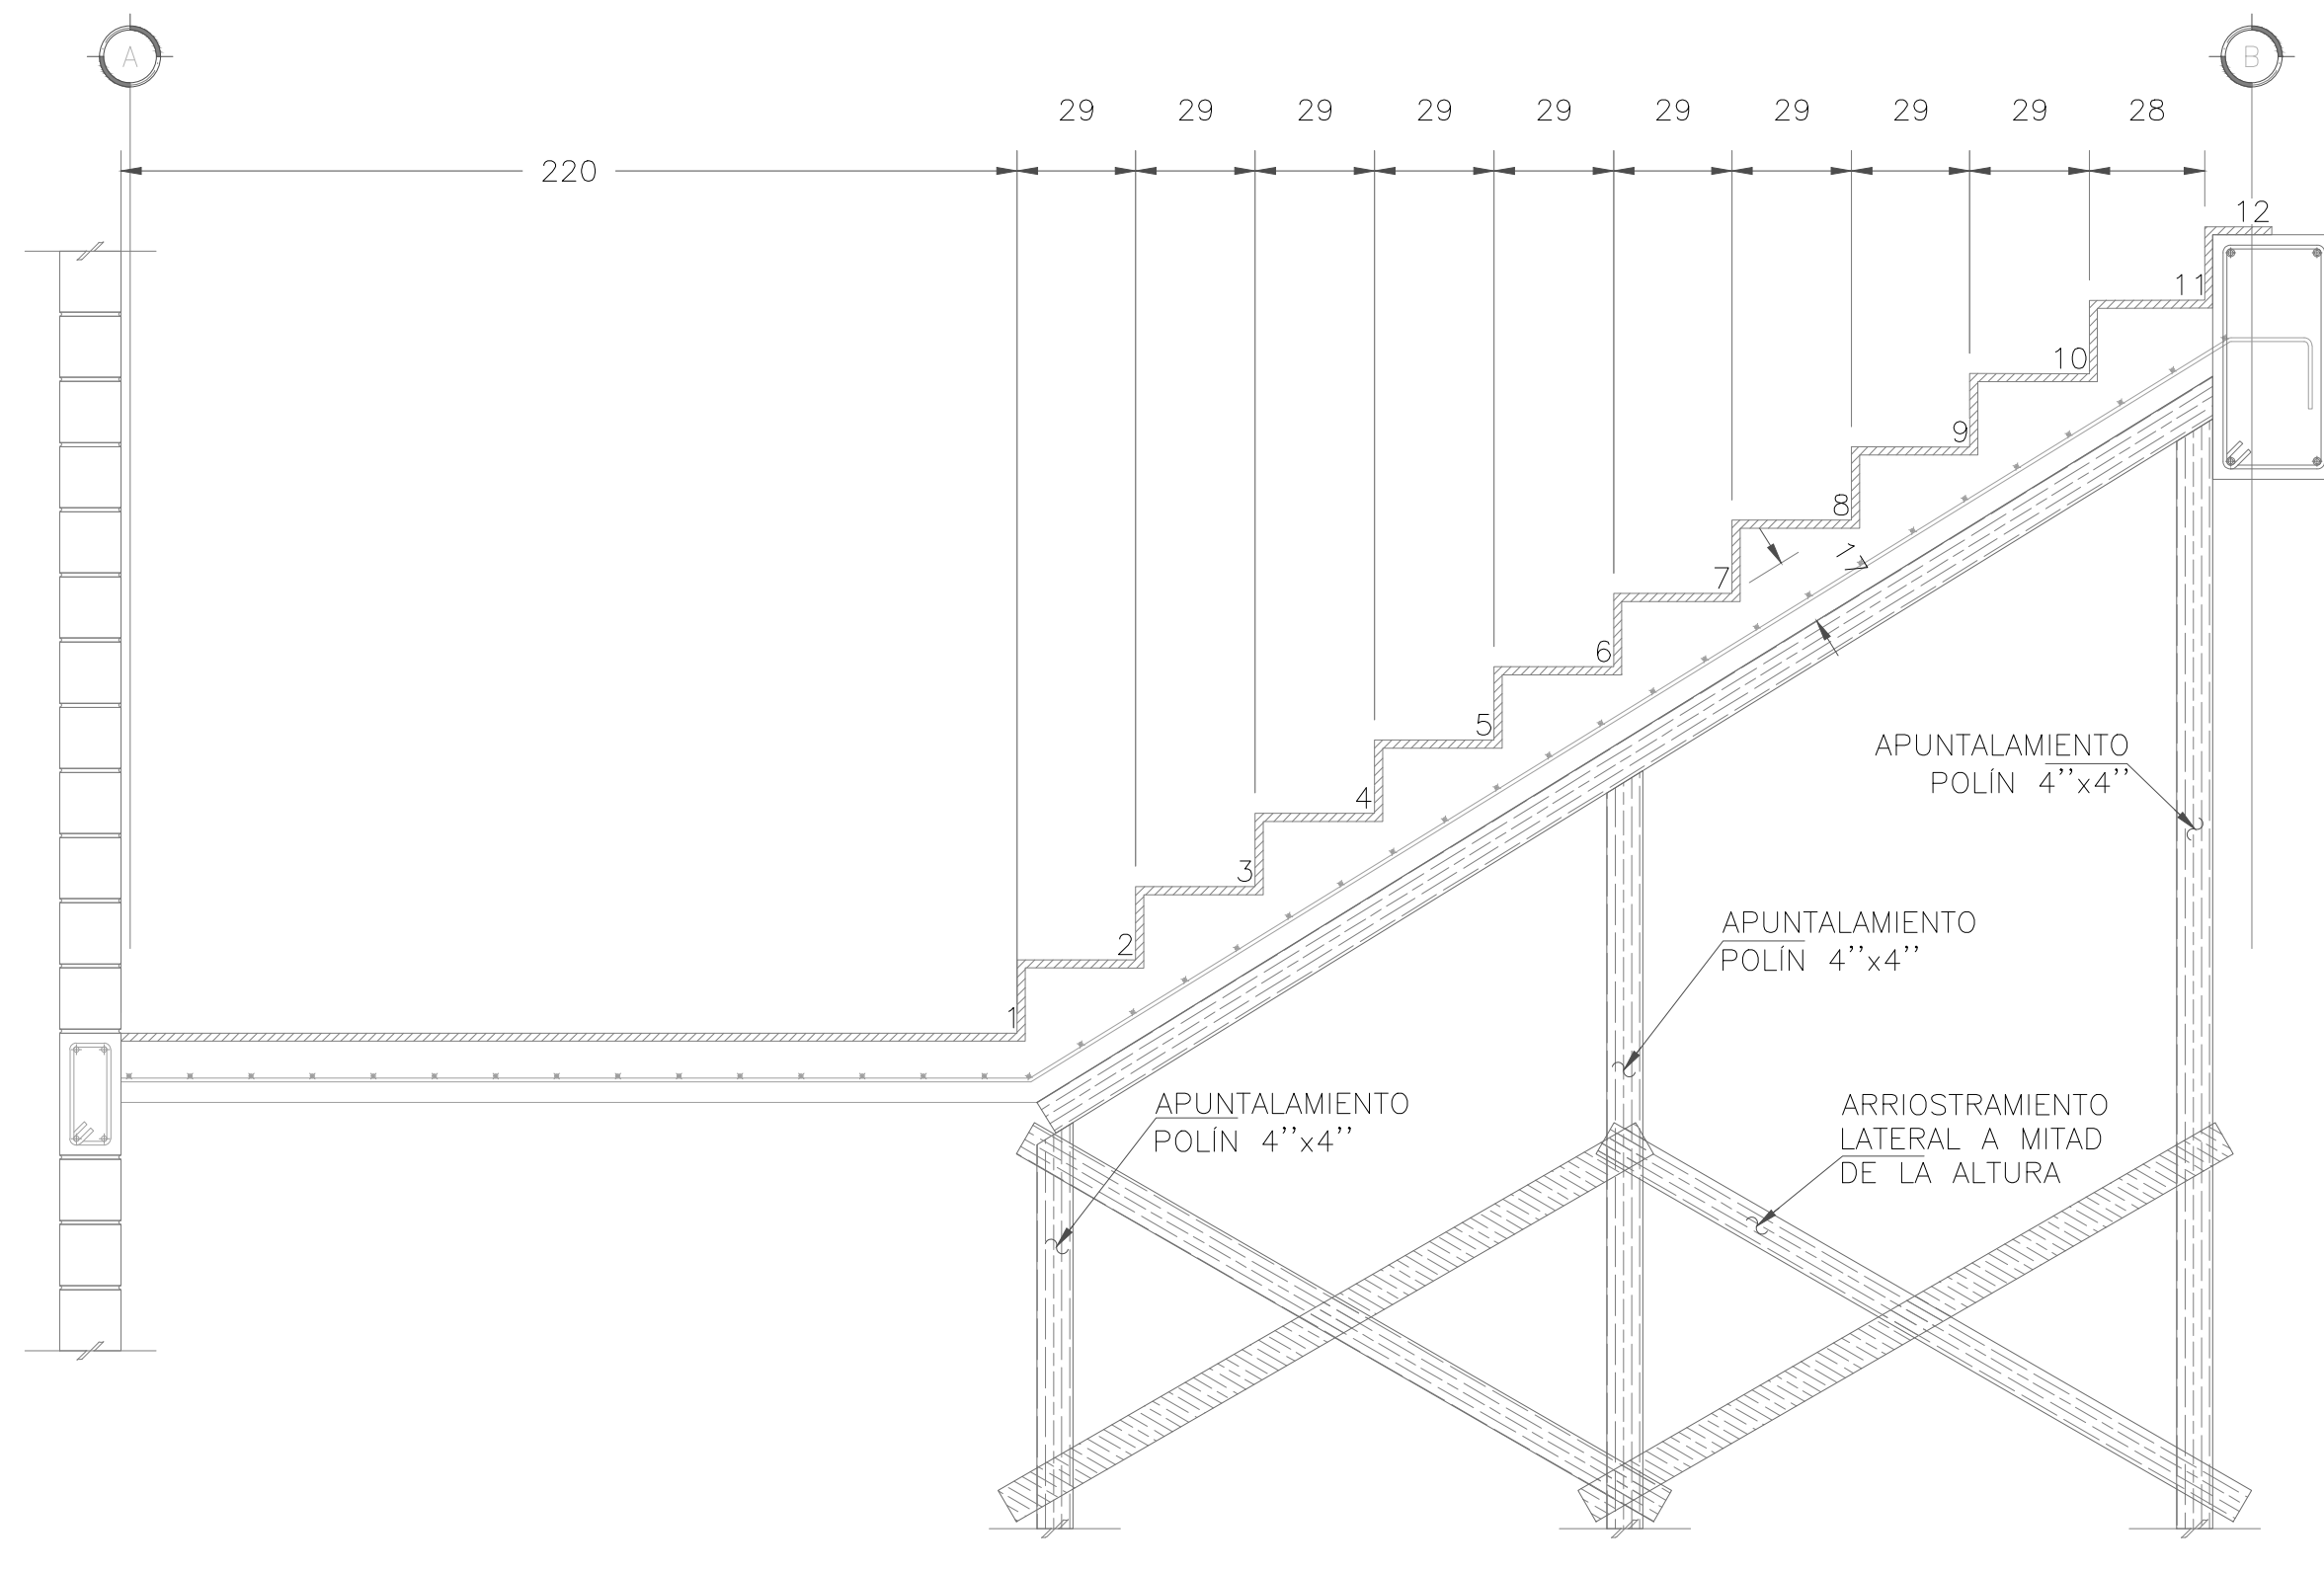 A
B
29 29 29 29 29 29 29 29 29 28
220
12
11
10
9
8
17
7
6
5
APUNTALAMIENTO
POLÍN 4''x4''
4
3
2
APUNTALAMIENTO
POLÍN 4''x4''
1
APUNTALAMIENTO
POLÍN 4''x4''
ARRIOSTRAMIENTO
LATERAL A MITAD
DE LA ALTURA